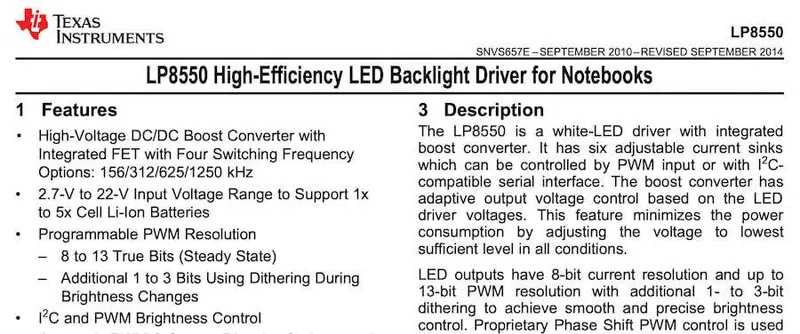 TEXAS
INSTRUMENTS
LP8550
SNVS657E – SEPTEMBER 2010 – REVISED SEPTEMBER 2014
LP8550 High-Efficiency LED Backlight Driver for Notebooks
1 Features
• High-Voltage DC/DC Boost Converter with
Integrated FET with Four Switching Frequency
Options: 156/312/625/1250 kHz
• 2.7-V to 22-V Input Voltage Range to Support 1x
to 5x Cell Li-Ion Batteries
• Programmable PWM Resolution
– 8 to 13 True Bits (Steady State)
– Additional 1 to 3 Bits Using Dithering During
Brightness Changes
• I²C and PWM Brightness Control
3 Description
The LP8550 is a white-LED driver with integrated
boost converter. It has six adjustable current sinks
which can be controlled by PWM input or with I²C-
compatible serial interface. The boost converter has
adaptive output voltage control based on the LED
driver voltages. This feature minimizes the power
consumption by adjusting the voltage to lowest
sufficient level in all conditions.
LED outputs have 8-bit current resolution and up to
13-bit PWM resolution with additional 1- to 3-bit
dithering to achieve smooth and precise brightness
control. Proprietary Phase Shift PWM control is used